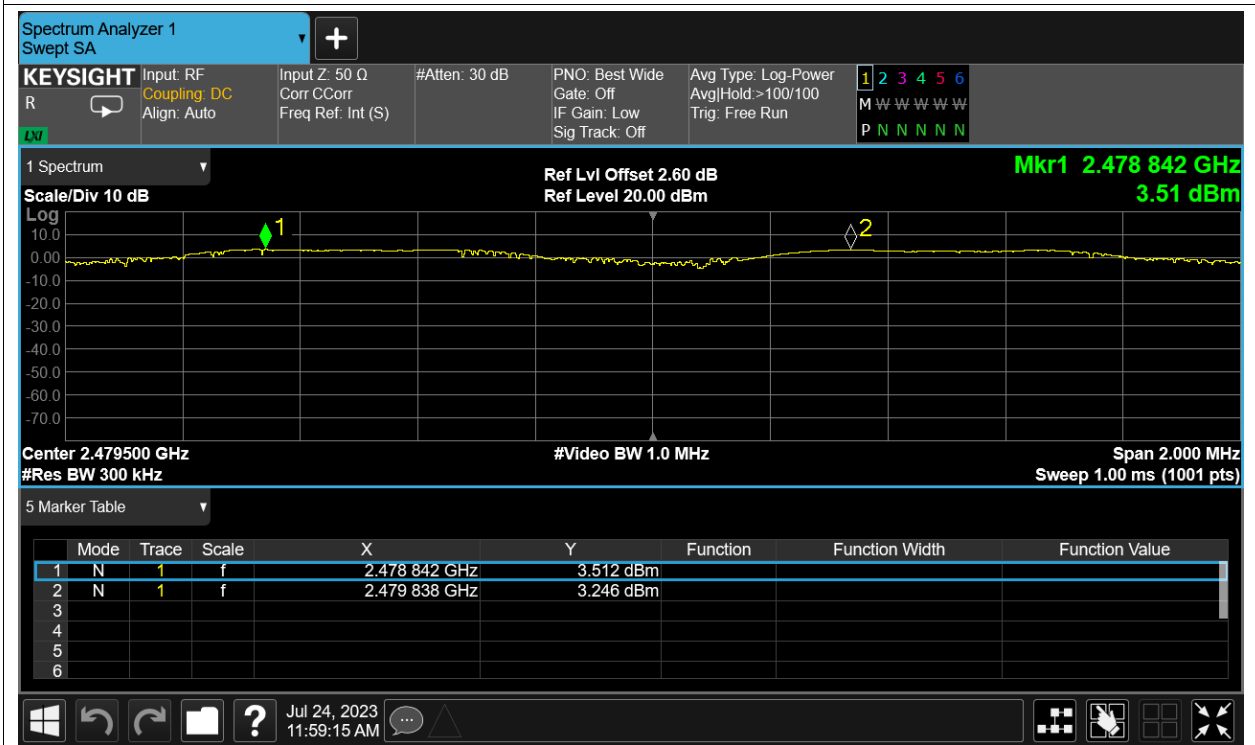 Spectrum Analyzer 1
Swept SA
KEYSIGHT
R
LXI
Input: RF
Coupling: DC
Align: Auto
Input Z: 50 Ω
Corr CCorr
Freq Ref: Int (S)
#Atten: 30 dB
PNO: Best Wide
Gate: Off
IF Gain: Low
Sig Track: Off
Avg Type: Log-Power
Avg|Hold:>100/100
Trig: Free Run
1 2 3 4 5 6
M W W W W W
P N N N N N
1 Spectrum
Scale/Div 10 dB
Ref Lvl Offset 2.60 dB
Ref Level 20.00 dBm
Mkr1 2.478 842 GHz
3.51 dBm
Log
10.0
0.00
-10.0
-20.0
-30.0
-40.0
-50.0
-60.0
-70.0
1
2
Center 2.479500 GHz
#Video BW 1.0 MHz
Span 2.000 MHz
#Res BW 300 kHz
Sweep 1.00 ms (1001 pts)
5 Marker Table
Mode Trace Scale X Y Function Function Width Function Value
1 N 1 f 2.478 842 GHz 3.512 dBm
2 N 1 f 2.479 838 GHz 3.246 dBm
3
4
5
6
?
Jul 24, 2023
11:59:15 AM